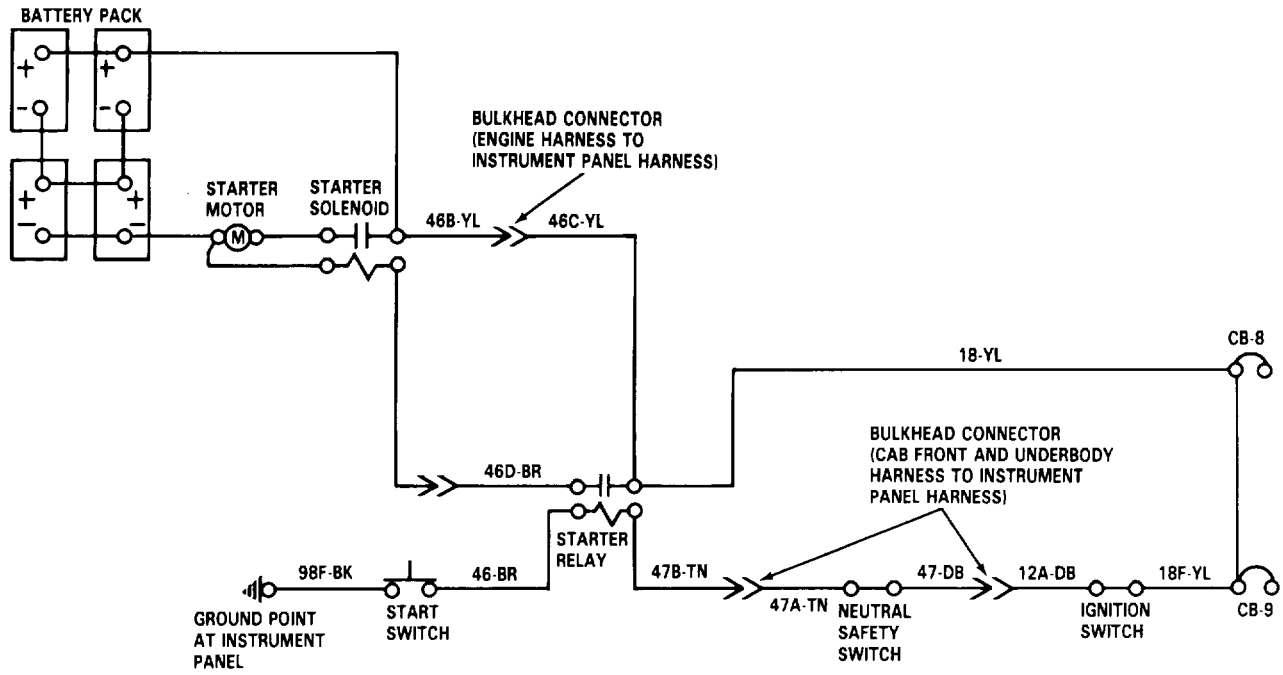 BATTERY PACK
+
+
-
-
+
+
−
−
STARTER
MOTOR
M
STARTER
SOLENOID
BULKHEAD CONNECTOR
(ENGINE HARNESS TO
INSTRUMENT PANEL HARNESS)
46B-YL
46C-YL
18-YL
CB-8
BULKHEAD CONNECTOR
(CAB FRONT AND UNDERBODY
HARNESS TO INSTRUMENT
PANEL HARNESS)
46D-BR
STARTER
RELAY
98F-BK
46-BR
47B-TN
47A-TN
47-DB
12A-DB
18F-YL
CB-9
GROUND POINT
AT INSTRUMENT
PANEL
START
SWITCH
NEUTRAL
SAFETY
SWITCH
IGNITION
SWITCH